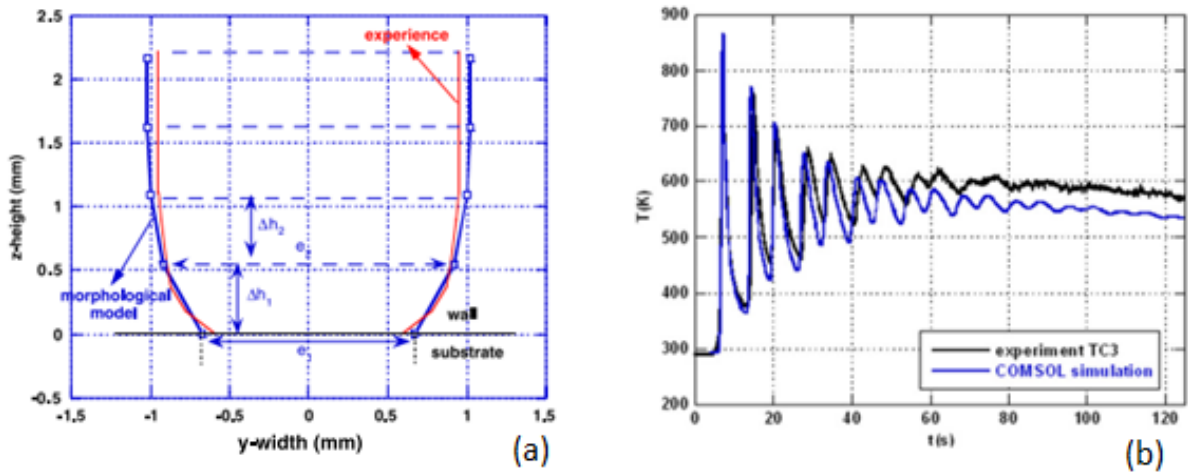 2.5
2
1.5
1
0.5
0
-0.5
z-height (mm)
-1.5
-1
-0.5
0
0.5
1
1.5
y-width (mm)
experience
morphological
model
Δh2
Δh1
wall
substrate
(a)
900
800
700
600
500
400
300
200
T(K)
0
20
40
60
80
100
120
t(s)
experiment TC3
COMSOL simulation
(b)